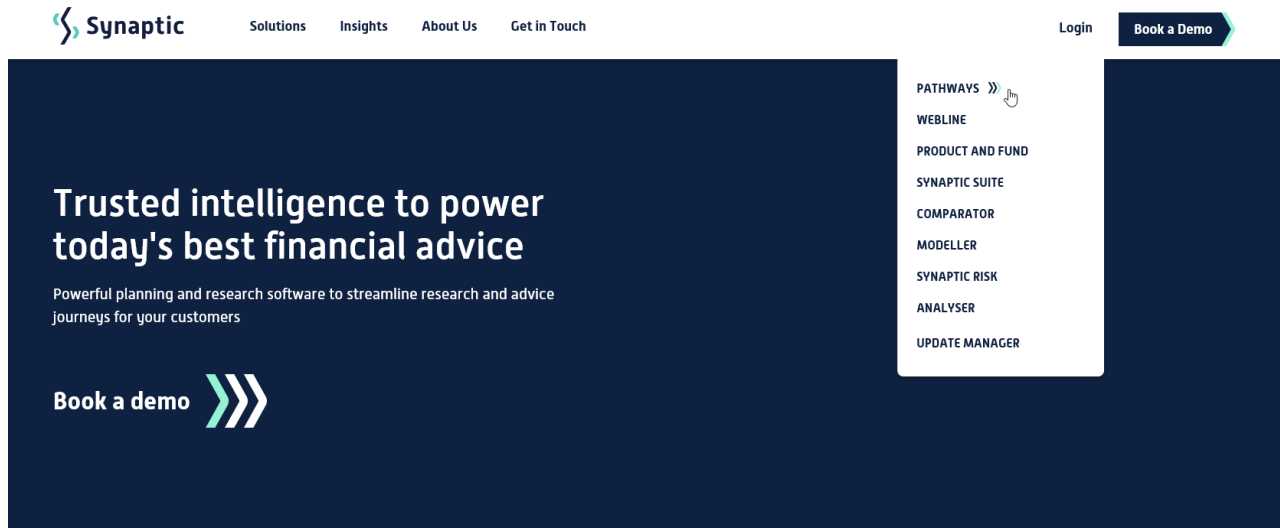 Synaptic
Solutions
Insights
About Us
Get in Touch
Login
Book a Demo
PATHWAYS
WEBLINE
PRODUCT AND FUND
SYNAPTIC SUITE
COMPARATOR
MODELLER
SYNAPTIC RISK
ANALYSER
UPDATE MANAGER
Trusted intelligence to power
today's best financial advice
Powerful planning and research software to streamline research and advice
journeys for your customers
Book a demo